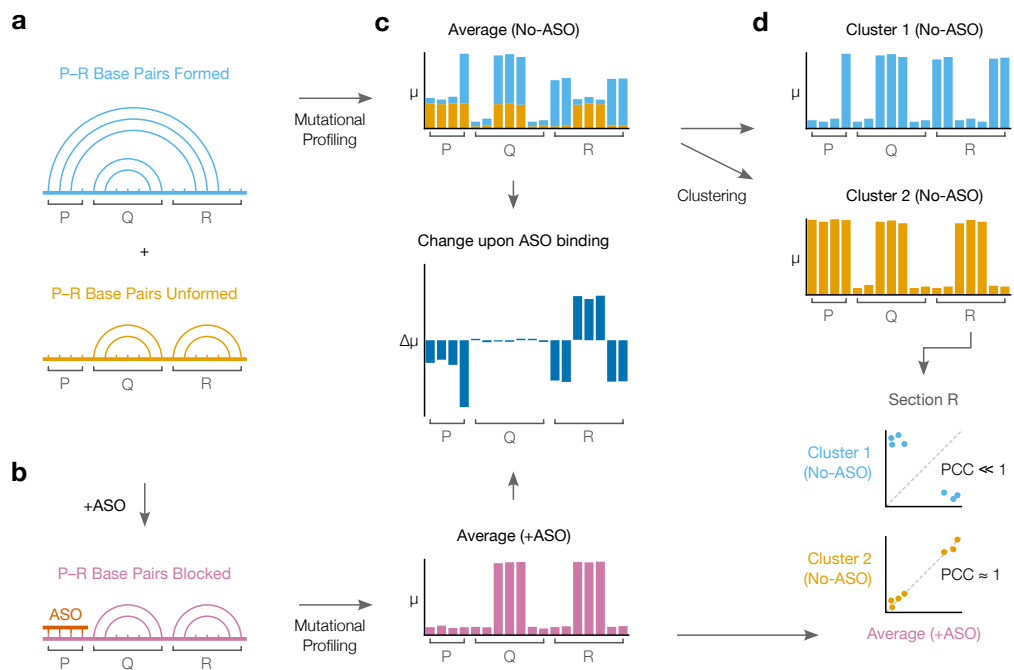 a
P–R Base Pairs Formed
P
Q
R
+
P–R Base Pairs Unformed
P
Q
R
b
+ASO
P–R Base Pairs Blocked
ASO
P
Q
R
Mutational
Profiling
Mutational
Profiling
c
Average (No-ASO)
μ
P
Q
R
Change upon ASO binding
Δμ
P
Q
R
Average (+ASO)
μ
P
Q
R
Clustering
d
Cluster 1 (No-ASO)
μ
P
Q
R
Cluster 2 (No-ASO)
μ
P
Q
R
Section R
Cluster 1
(No-ASO)
PCC ≪ 1
Cluster 2
(No-ASO)
PCC ≈ 1
Average (+ASO)